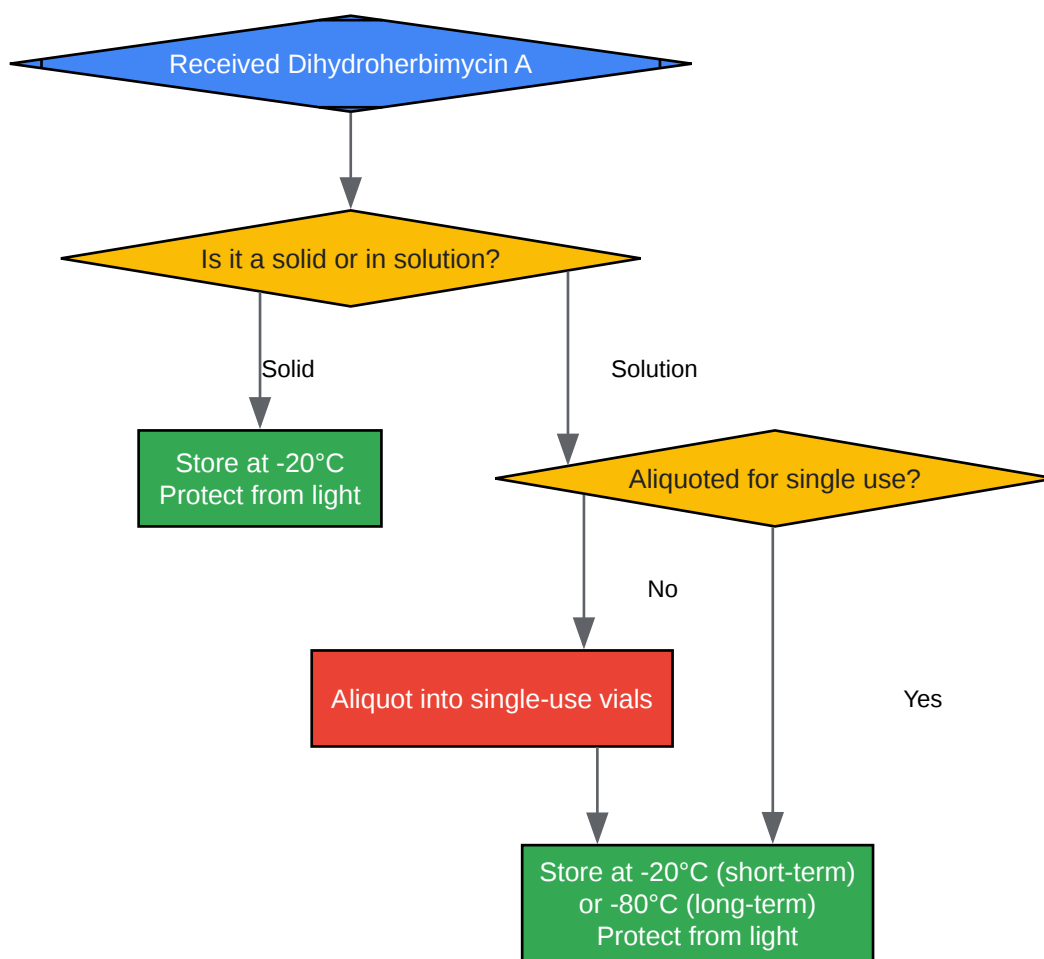 Received Dihydroherbimycin A
Is it a solid or in solution?
Solid
Solution
Store at -20°C
Protect from light
Aliquoted for single use?
No
Aliquot into single-use vials
Yes
Store at -20°C (short-term)
or -80°C (long-term)
Protect from light